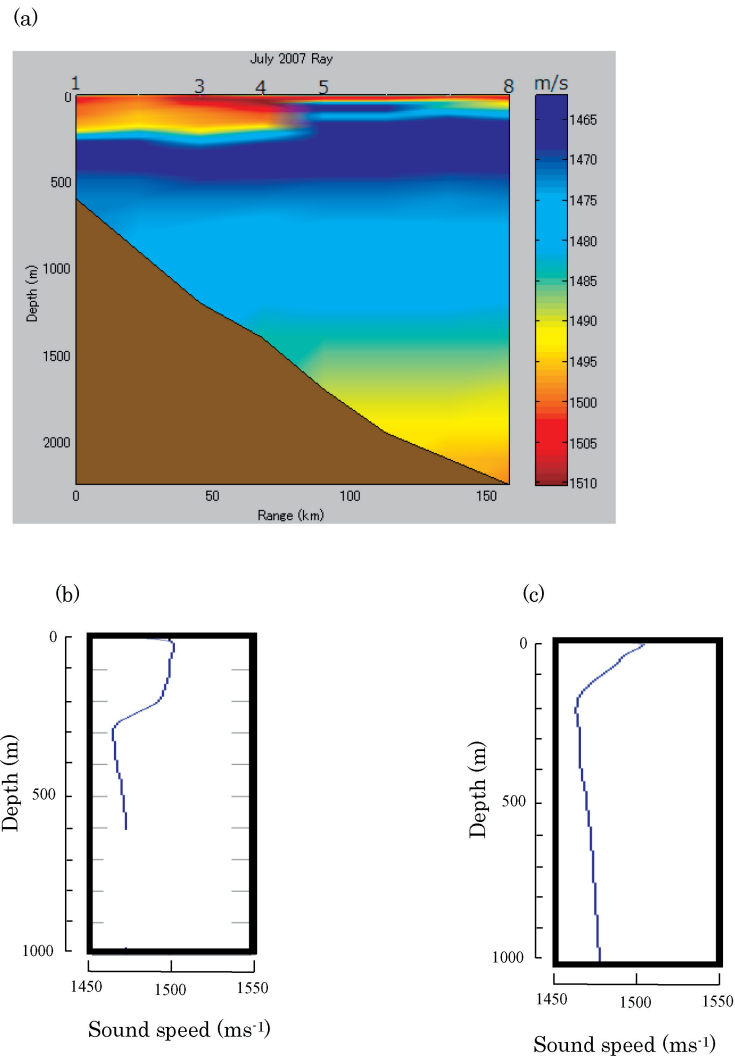 (a)
July 2007 Ray
1 3 4 5 8 m/s
0
500
1000
1500
2000
Depth (m)
0 50 100 150
Range (km)
1465
1470
1475
1480
1485
1490
1495
1500
1505
1510
(b)
0
500
1000
Depth (m)
1450 1500 1550
Sound speed (ms-1)
(c)
0
500
1000
Depth (m)
1450 1500 1550
Sound speed (ms-1)